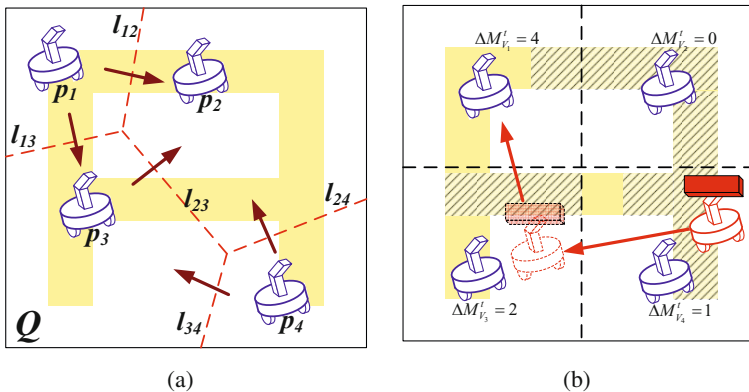 l₁₂
p₁
p₂
l₁₃
p₃
l₂₃
l₂₄
Q
l₃₄
p₄
(a)
ΔM^t_{V₁} = 4
ΔM^t_{V₂} = 0
ΔM^t_{V₃} = 2
ΔM^t_{V₄} = 1
(b)